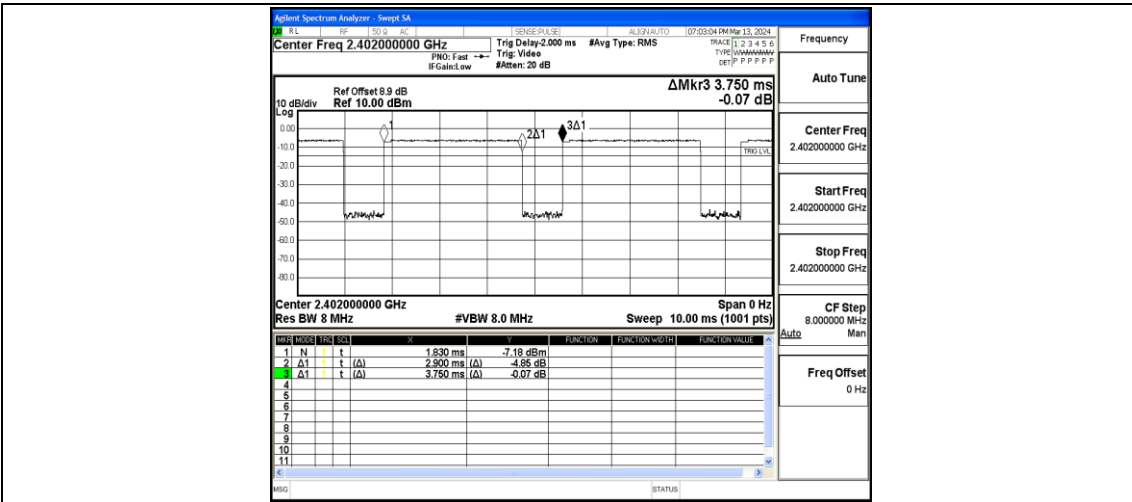 Agilent Spectrum Analyzer - Swept SA
RL RF 50 Ω AC SENSE:PULSE ALIGN AUTO 07:03:04 PM Mar 13, 2024
Center Freq 2.402000000 GHz Trig Delay-2.000 ms #Avg Type: RMS TRACE 1 2 3 4 5 6
PNO: Fast Trig: Video TYPE WWWWWW
IFGain:Low #Atten: 20 dB DET P P P P P P
ΔMkr3 3.750 ms
-0.07 dB
Ref Offset 8.9 dB
10 dB/div Ref 10.00 dBm
Log
1
2Δ1
3Δ1
TRIG LVL
0.00
-10.0
-20.0
-30.0
-40.0
-50.0
-60.0
-70.0
-80.0
Center 2.402000000 GHz Span 0 Hz
Res BW 8 MHz #VBW 8.0 MHz Sweep 10.00 ms (1001 pts)
MKR MODE TRC SCL X Y FUNCTION FUNCTION WIDTH FUNCTION VALUE
1 N 1 t 1.830 ms -7.18 dBm
2 Δ1 1 t (Δ) 2.900 ms (Δ) -4.85 dB
3 Δ1 1 t (Δ) 3.750 ms (Δ) -0.07 dB
4
5
6
7
8
9
10
11
MSG STATUS
Frequency
Auto Tune
Center Freq
2.402000000 GHz
Start Freq
2.402000000 GHz
Stop Freq
2.402000000 GHz
CF Step
8.000000 MHz
Auto Man
Freq Offset
0 Hz